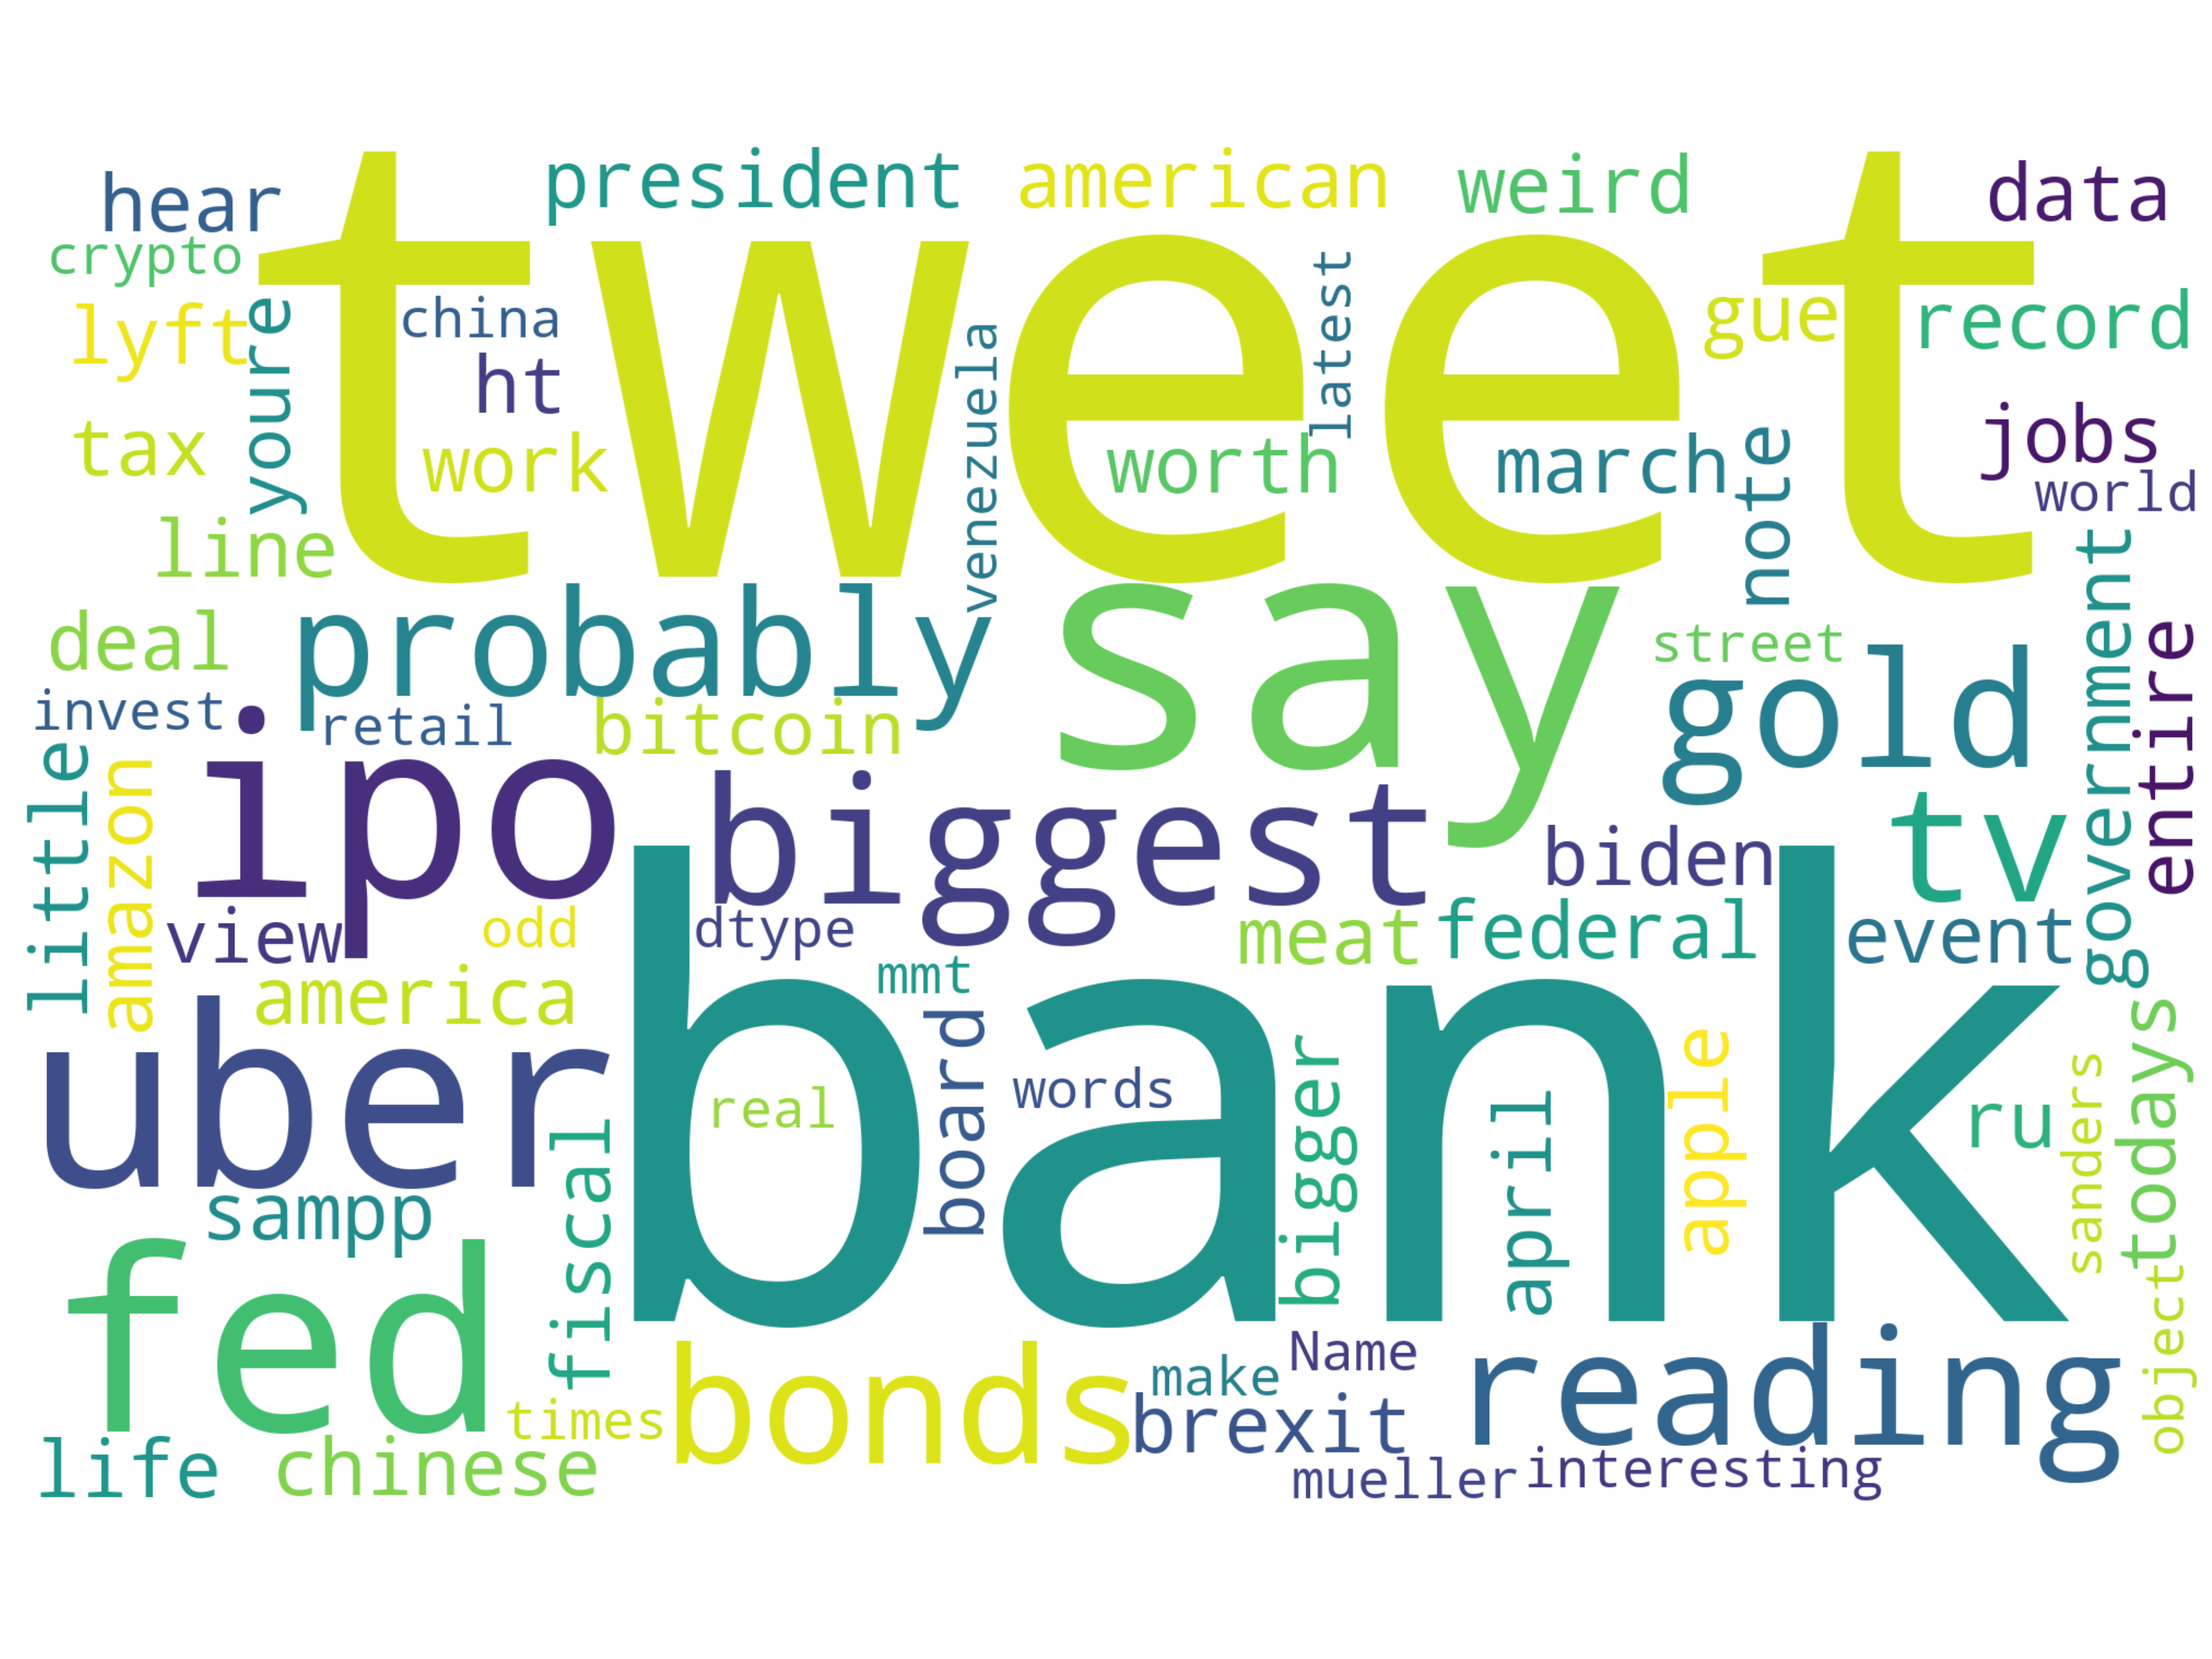 tweet
president
american
weird
data
hear
crypto
lyft
youre
china
ht
tax
work
line
venezuela
latest
worth
march
gue
record
note
jobs
world
deal
probably
say
street
gold
government
entire
invest
retail
bitcoin
little
amazon
ipo
biggest
biden
tv
view
odd
dtype
meat
federal
event
america
mmt
uber
bank
real
board
words
bigger
april
apple
ru
sanders
todays
sampp
fiscal
fed
object
bonds
make
Name
reading
times
brexit
life
chinese
mueller
interesting